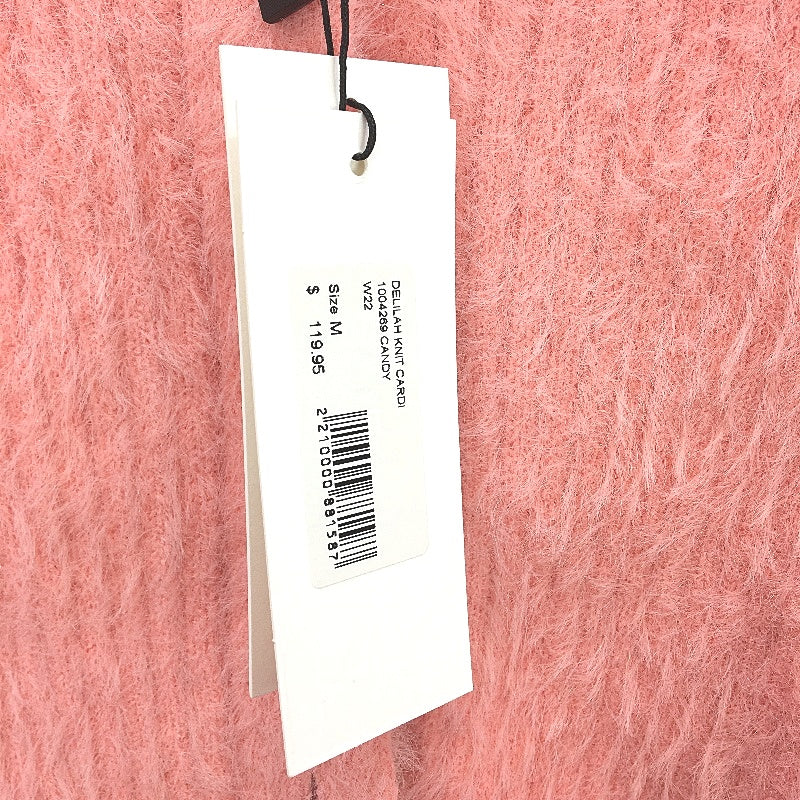 DELILAH KNIT CARDI
1004269 CANDY
W22
Size M
$ 119.95
2210000881587